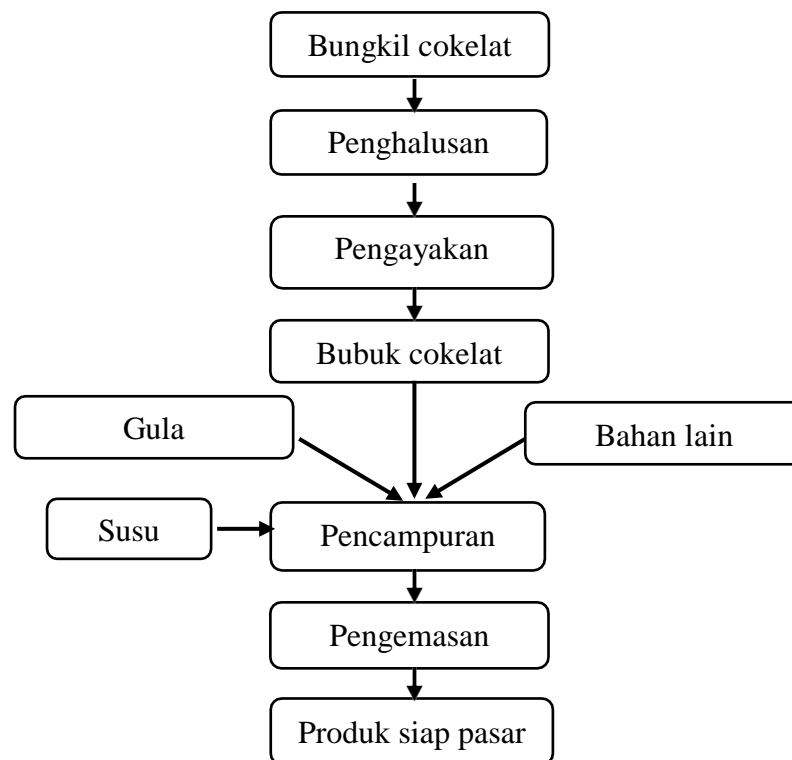 Bungkil cokelat
Penghalusan
Pengayakan
Bubuk cokelat
Gula
Bahan lain
Susu
Pencampuran
Pengemasan
Produk siap pasar